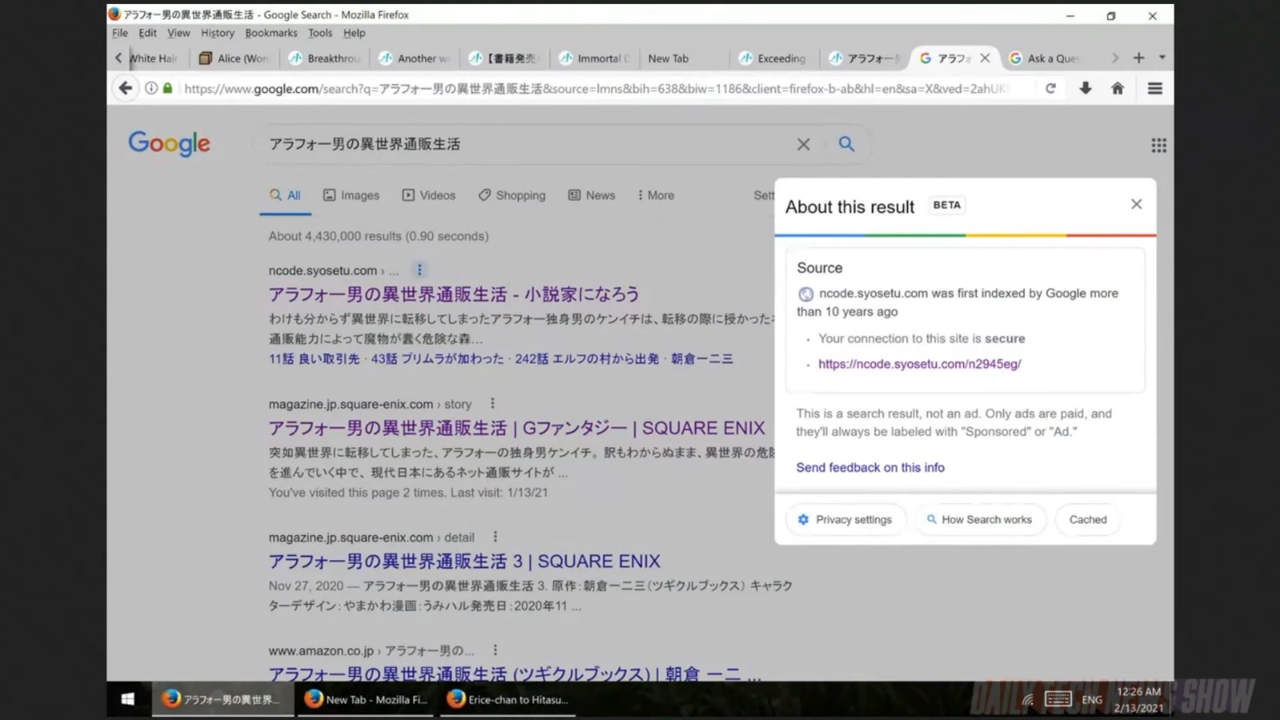 アラフォー男の異世界通販生活 - Google Search - Mozilla Firefox
File Edit View History Bookmarks Tools Help
White Hair Alice (Won Breakthrou Another w 【書籍発売 Immortal D New Tab Exceeding アラフォー男 アラフォ Ask a Ques
https://www.google.com/search?q=アラフォー男の異世界通販生活&source=lmns&bih=638&biw=1186&client=firefox-b-ab&hl=en&sa=X&ved=2ahUKE
Google アラフォー男の異世界通販生活
All Images Videos Shopping News More Sett
About 4,430,000 results (0.90 seconds)
ncode.syosetu.com › ...
アラフォー男の異世界通販生活 - 小説家になろう
わけも分からず異世界に転移してしまったアラフォー独身男のケンイチは、転移の際に授かったネ
通販能力によって魔物が蠢く危険な森...
11話 良い取引先 · 43話 プリムラが加わった · 242話 エルフの村から出発 · 朝倉一二三
magazine.jp.square-enix.com › story
アラフォー男の異世界通販生活 | Gファンタジー | SQUARE ENIX
突如異世界に転移してしまった、アラフォーの独身男ケンイチ。訳もわからぬまま、異世界の危険
を進んでいく中で、現代日本にあるネット通販サイトが ...
You've visited this page 2 times. Last visit: 1/13/21
magazine.jp.square-enix.com › detail
アラフォー男の異世界通販生活 3 | SQUARE ENIX
Nov 27, 2020 — アラフォー男の異世界通販生活 3. 原作：朝倉一二三（ツギクルブックス） キャラク
ターデザイン：やまかわ漫画：うみハル発売日：2020年11 ...
www.amazon.co.jp › アラフォー男の...
アラフォー男の異世界通販生活 (ツギクルブックス) | 朝倉 一二 ...
About this result BETA
Source
ncode.syosetu.com was first indexed by Google more
than 10 years ago
· Your connection to this site is secure
· https://ncode.syosetu.com/n2945eg/
This is a search result, not an ad. Only ads are paid, and
they'll always be labeled with "Sponsored" or "Ad."
Send feedback on this info
Privacy settings How Search works Cached
アラフォー男の異世界... New Tab - Mozilla Fi... Erice-chan to Hitasu... ENG 12:26 AM
2/13/2021
DAILY TECH NEWS SHOW